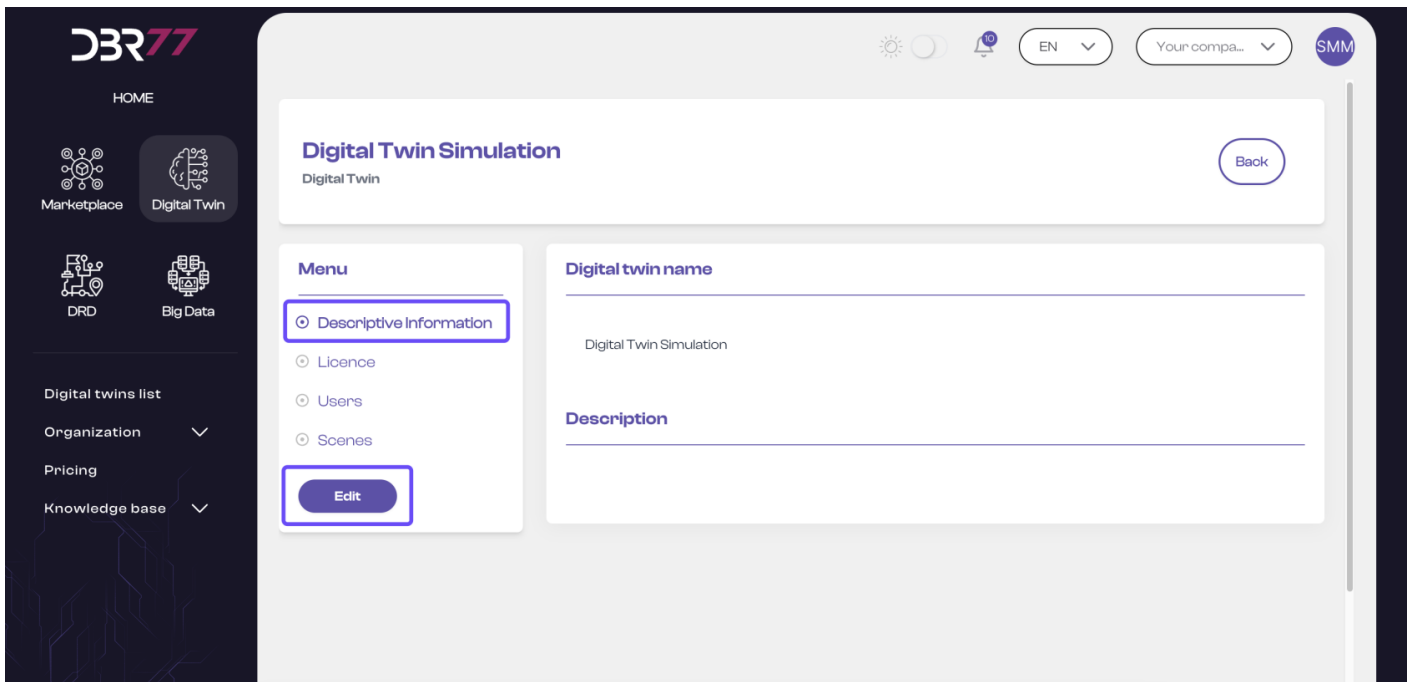 DBR77
10
EN
Your compa...
SMM
HOME
Marketplace
Digital Twin
DRD
Big Data
Digital twins list
Organization
Pricing
Knowledge base
Digital Twin Simulation
Digital Twin
Back
Menu
Descriptive Information
Licence
Users
Scenes
Edit
Digital twin name
Digital Twin Simulation
Description